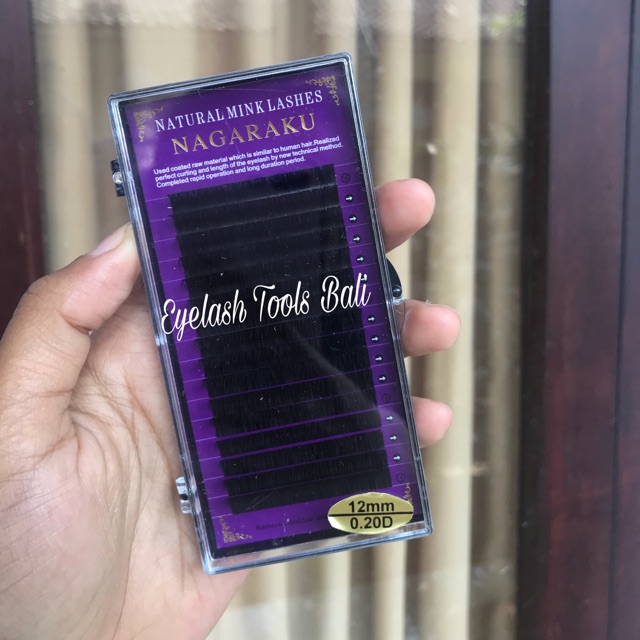 NATURAL MINK LASHES
NAGARAKU
Used coated raw material which is similar to human hair.Realized
perfect curling and length of the eyelash by new technical method.
Completed rapid operation and long duration period.
Eyelash Tools Bali
12mm
0.20D